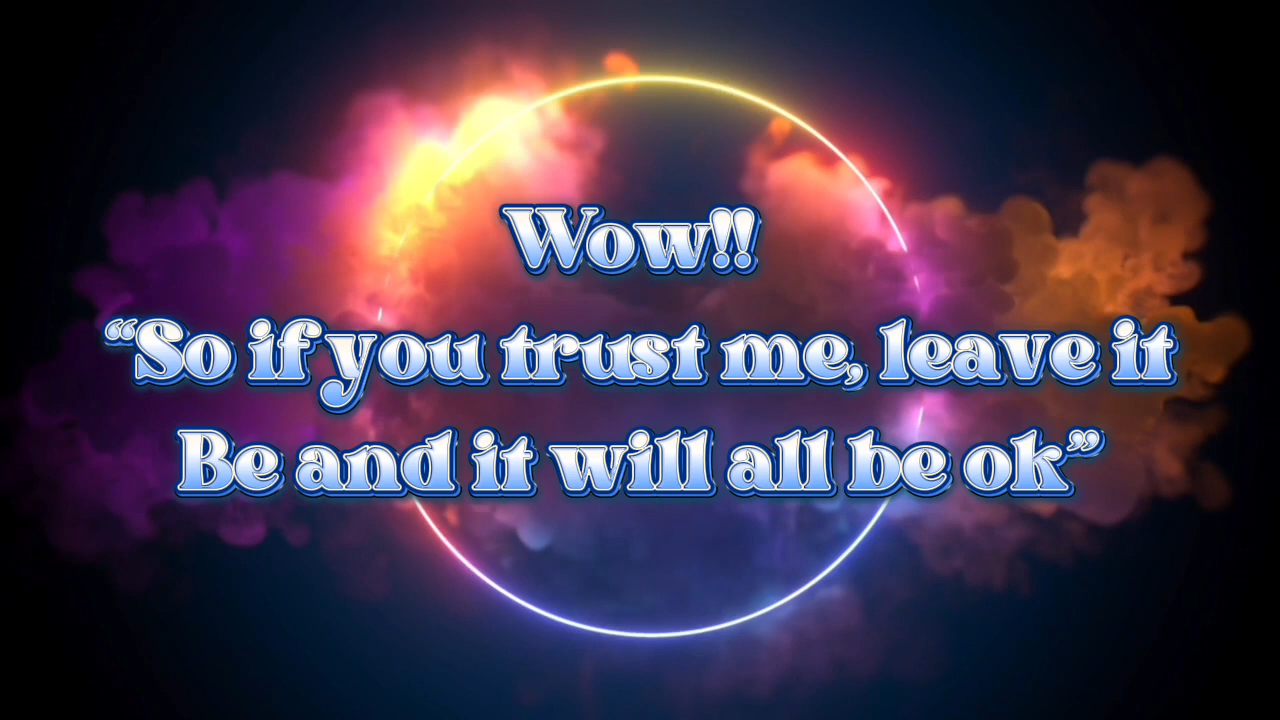 Wow!!
“So if you trust me, leave it
Be and it will all be ok”